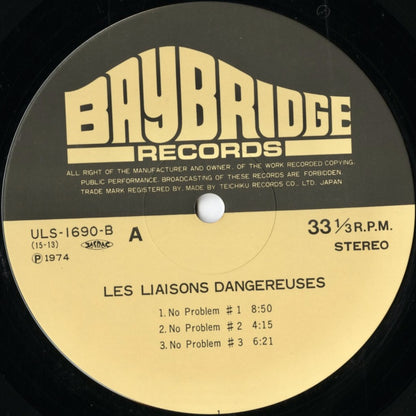 BAYBRIDGE
RECORDS
ALL RIGHT OF THE MANUFACTURER AND OWNER. OF THE WORK RECORDED COPYING.
PUBLIC PERFORMANCE. BROADCASTING OF THESE RECORDS ARE FORBIDDEN.
TRADE MARK REGISTERED BY. MADE BY TEICHIKU RECORDS CO., LTD. JAPAN
ULS-1690-B A 33 1/3 R.P.M.
(15-13) STEREO
Ⓟ 1974
LES LIAISONS DANGEREUSES
1. No Problem # 1 8:50
2. No Problem # 2 4:15
3. No Problem # 3 6:21